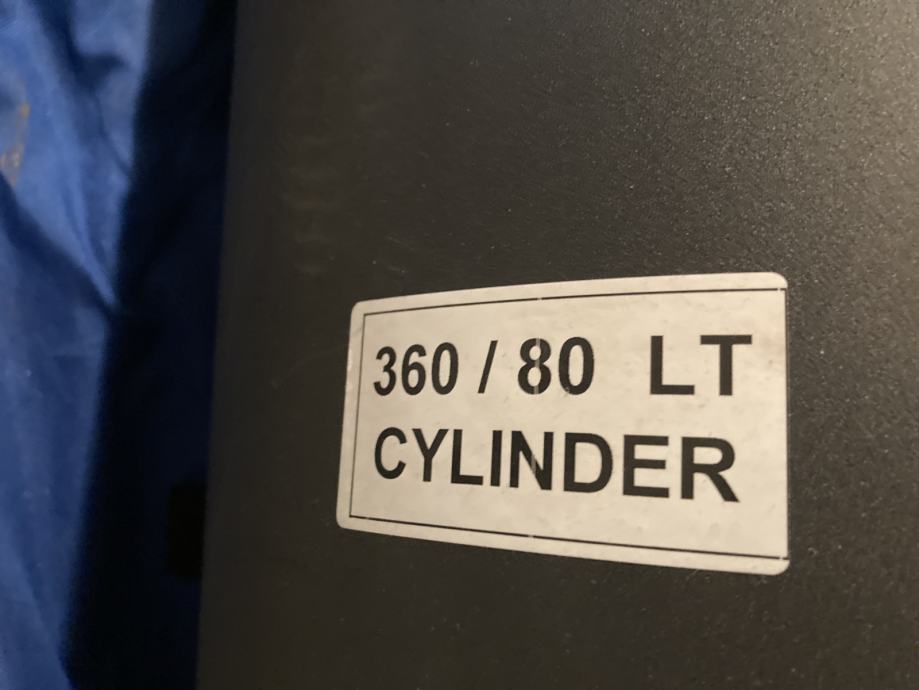 360 / 80 LT
CYLINDER